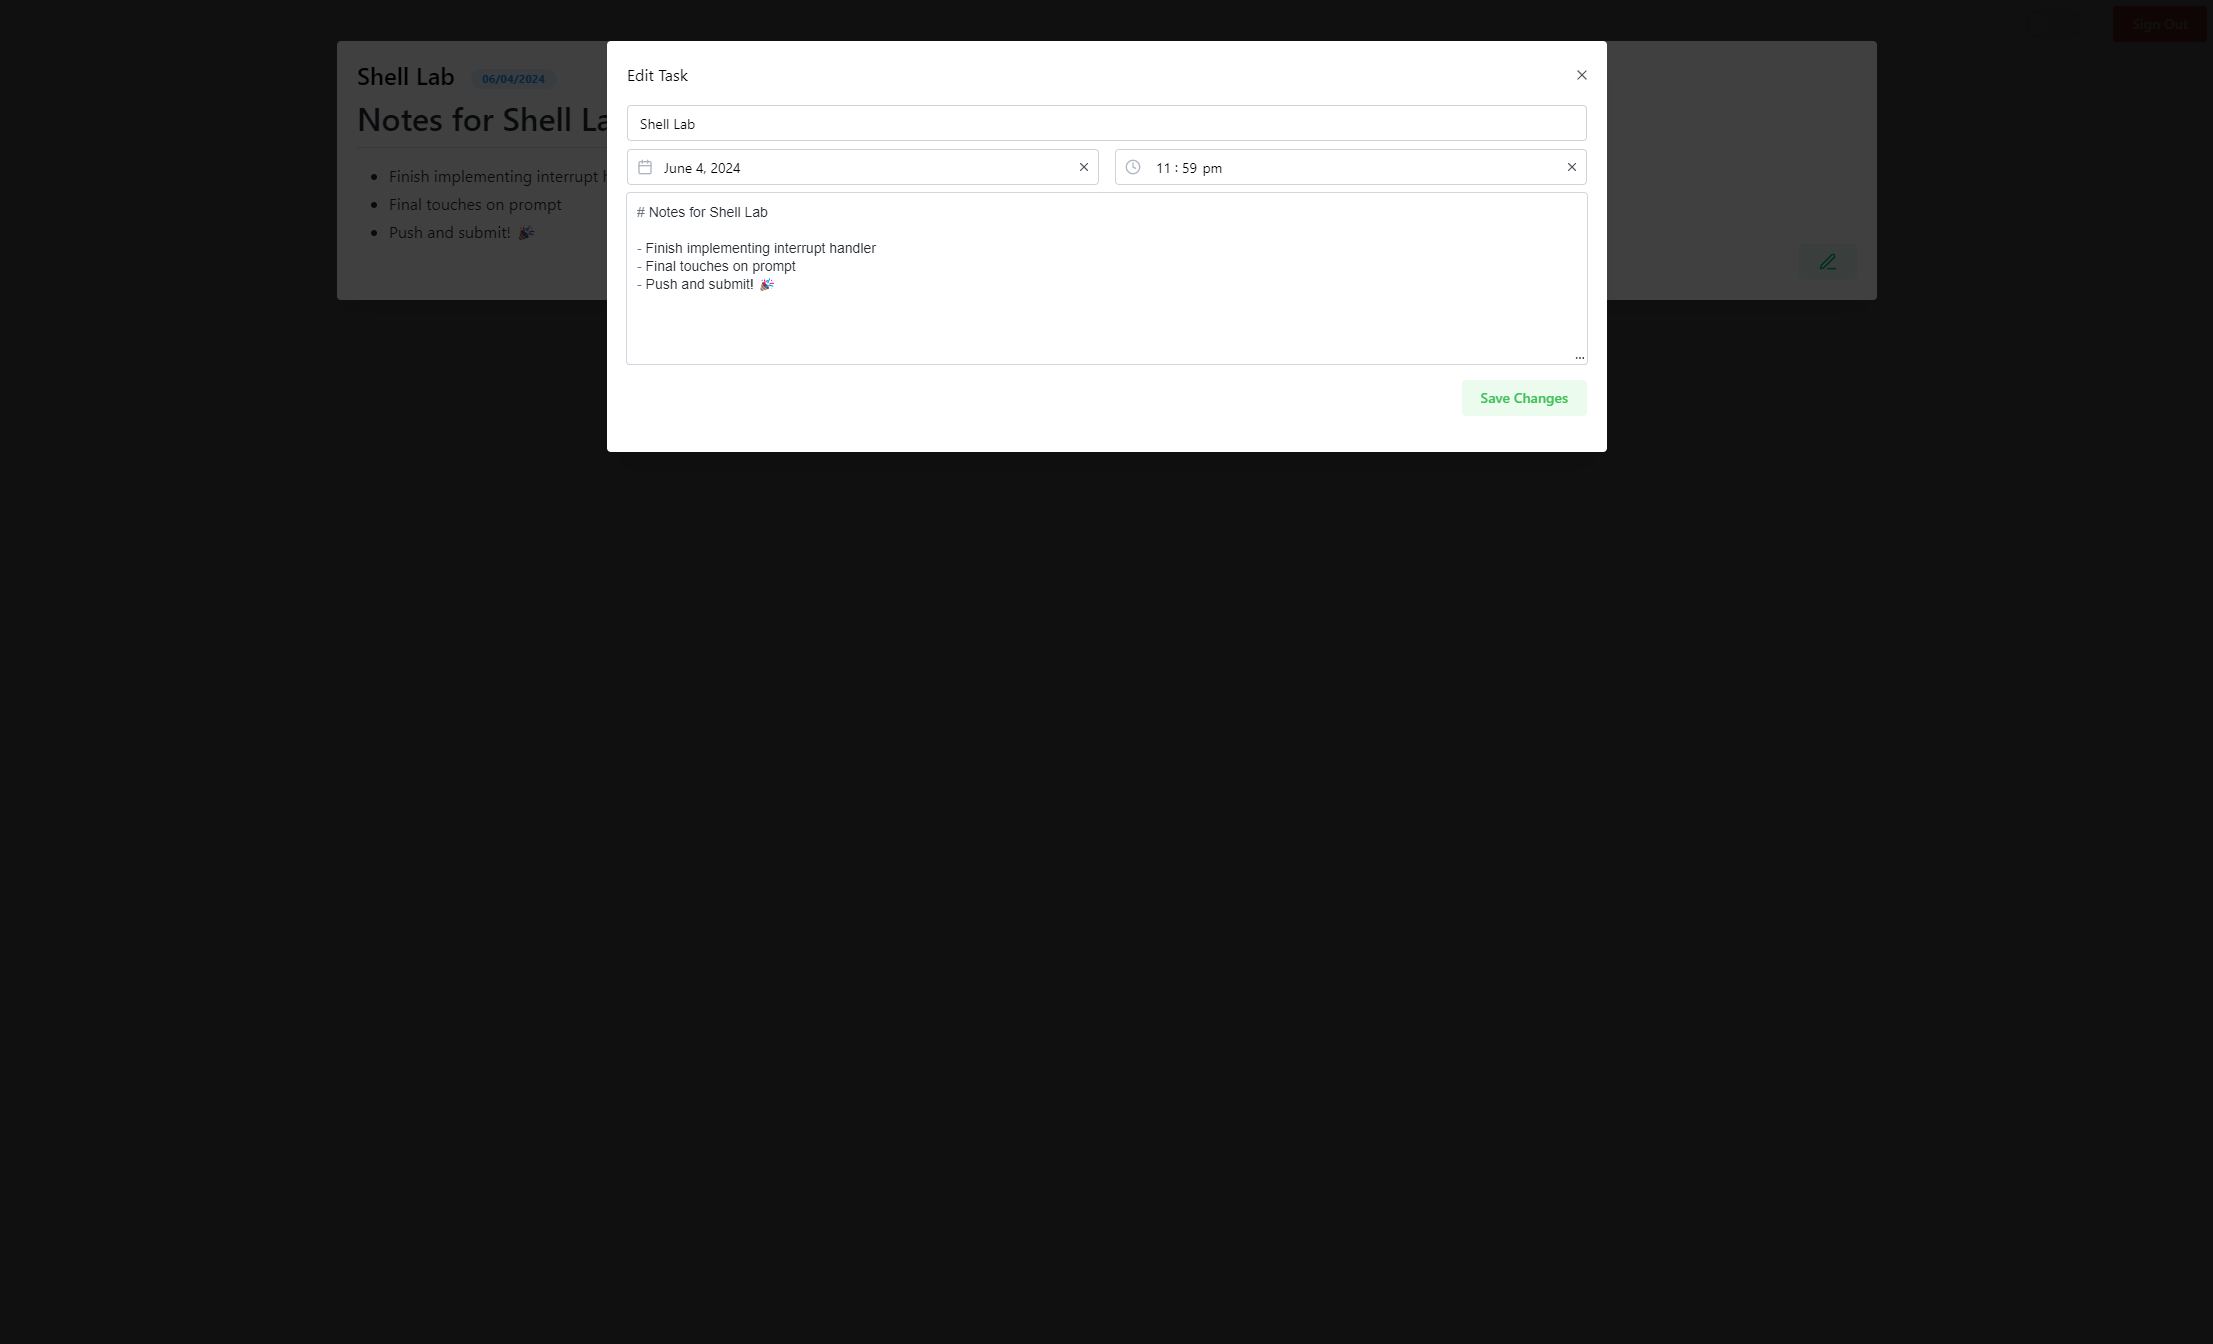 Sign Out
Shell Lab 06/04/2024
Notes for Shell La
Finish implementing interrupt
Final touches on prompt
Push and submit! 🎉
Edit Task
Shell Lab
June 4, 2024
11 : 59 pm
# Notes for Shell Lab
- Finish implementing interrupt handler
- Final touches on prompt
- Push and submit! 🎉
Save Changes